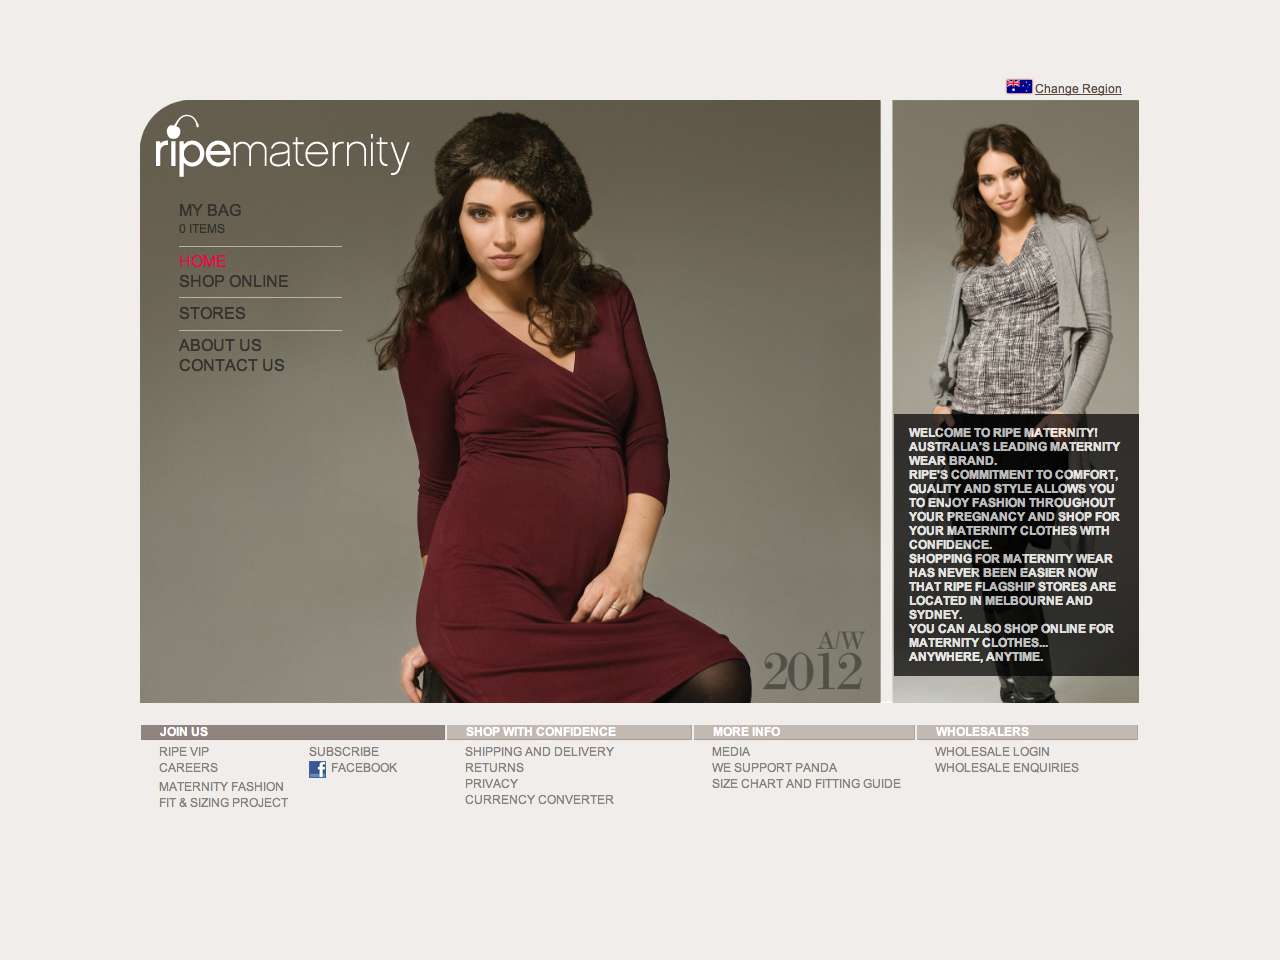 Change Region
ripematernity
MY BAG
0 ITEMS
HOME
SHOP ONLINE
STORES
ABOUT US
CONTACT US
A/W
2012
WELCOME TO RIPE MATERNITY!
AUSTRALIA'S LEADING MATERNITY
WEAR BRAND.
RIPE'S COMMITMENT TO COMFORT,
QUALITY AND STYLE ALLOWS YOU
TO ENJOY FASHION THROUGHOUT
YOUR PREGNANCY AND SHOP FOR
YOUR MATERNITY CLOTHES WITH
CONFIDENCE.
SHOPPING FOR MATERNITY WEAR
HAS NEVER BEEN EASIER NOW
THAT RIPE FLAGSHIP STORES ARE
LOCATED IN MELBOURNE AND
SYDNEY.
YOU CAN ALSO SHOP ONLINE FOR
MATERNITY CLOTHES...
ANYWHERE, ANYTIME.
JOIN US
RIPE VIP
CAREERS
MATERNITY FASHION
FIT & SIZING PROJECT
SUBSCRIBE
f FACEBOOK
SHOP WITH CONFIDENCE
SHIPPING AND DELIVERY
RETURNS
PRIVACY
CURRENCY CONVERTER
MORE INFO
MEDIA
WE SUPPORT PANDA
SIZE CHART AND FITTING GUIDE
WHOLESALERS
WHOLESALE LOGIN
WHOLESALE ENQUIRIES